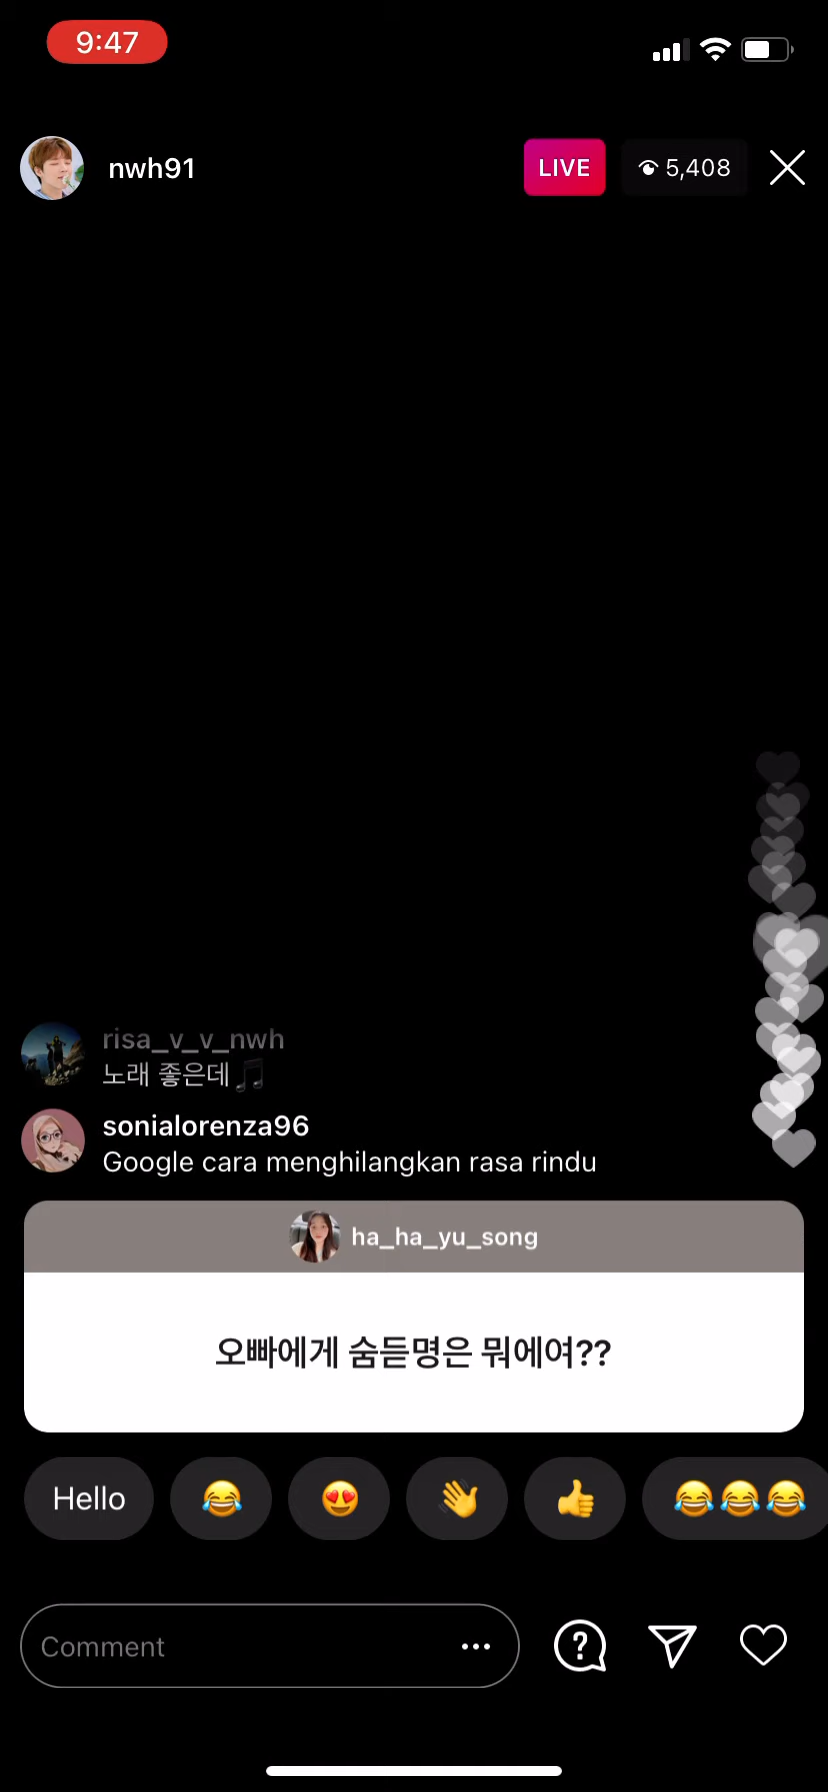 9:47
nwh91
LIVE
5,408
risa_v_v_nwh
노래 좋은데🎵
sonialorenza96
Google cara menghilangkan rasa rindu
ha_ha_yu_song
오빠에게 숨듣명은 뭐에여??
Hello 😂 😍 👋 👍 😂😂😂
Comment